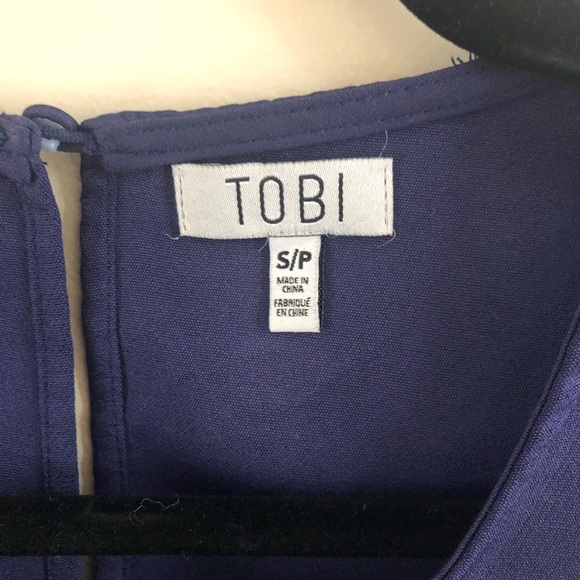 TOBI
S/P
MADE IN
CHINA
FABRIQUÉ
EN CHINE